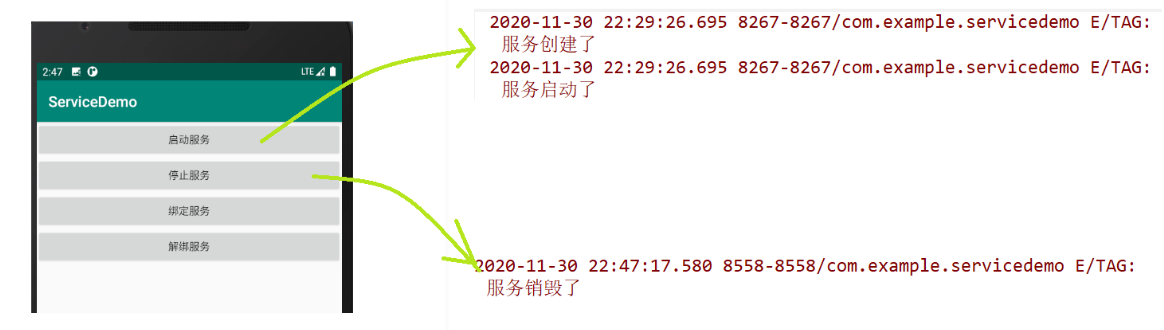 2:47 LTE
ServiceDemo
启动服务
停止服务
绑定服务
解绑服务
2020-11-30 22:29:26.695 8267-8267/com.example.servicedemo E/TAG:
服务创建了
2020-11-30 22:29:26.695 8267-8267/com.example.servicedemo E/TAG:
服务启动了
2020-11-30 22:47:17.580 8558-8558/com.example.servicedemo E/TAG:
服务销毁了